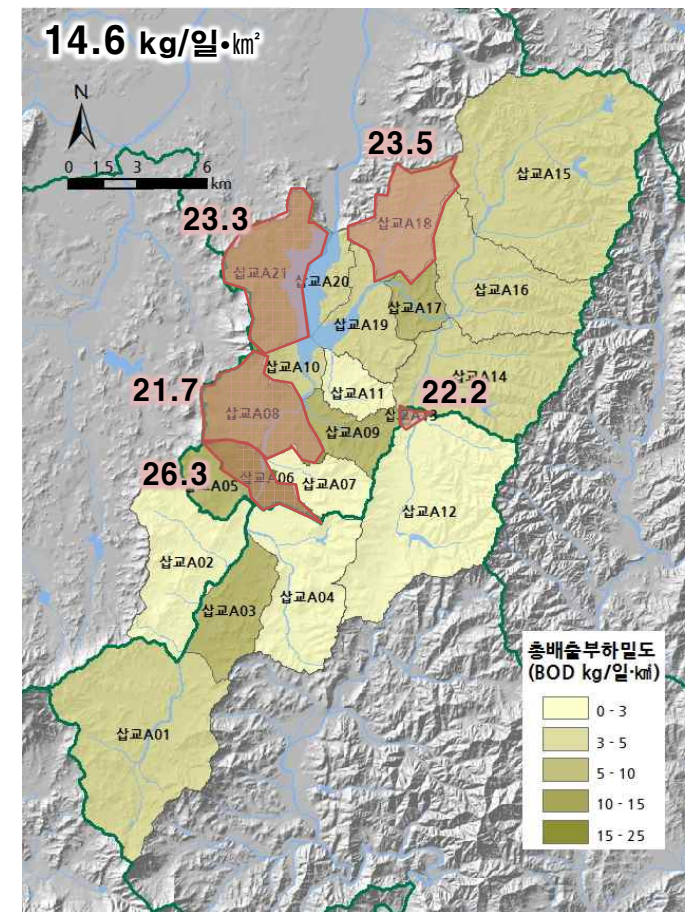 14.6 kg/일•㎢
N
0 1.5 3 6
km
23.5
23.3
삽교A15
삽교A18
삽교A21
삽교A20
삽교A16
삽교A17
삽교A19
삽교A10
삽교A14
21.7
삽교A11
22.2
삽교A08
삽교A13
삽교A09
26.3
삽교A06
삽교A05
삽교A07
삽교A12
삽교A02
삽교A04
삽교A03
삽교A01
총배출부하밀도
(BOD kg/일·㎢)
0 - 3
3 - 5
5 - 10
10 - 15
15 - 25